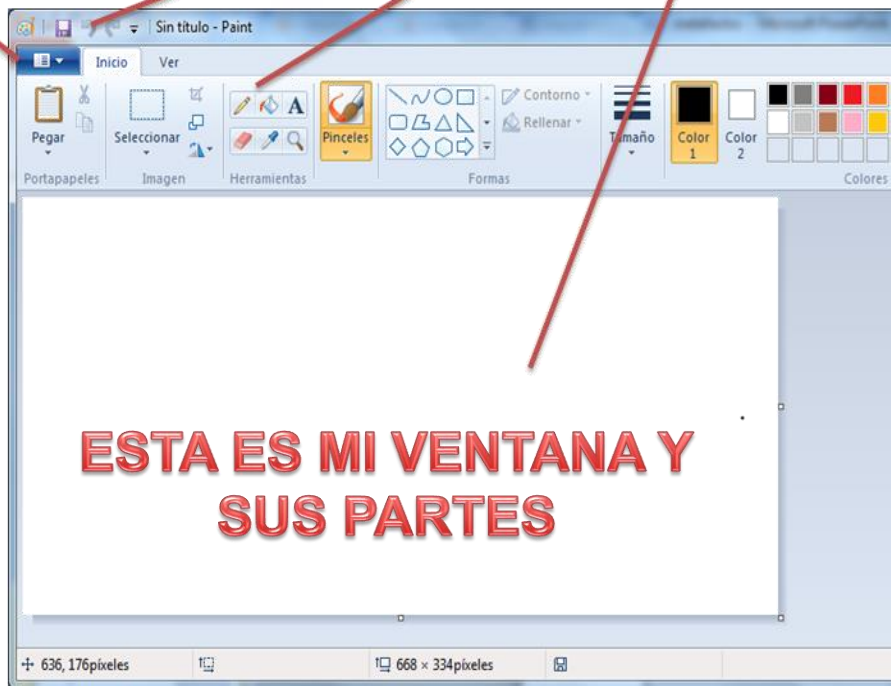 Sin título - Paint
Inicio Ver
Pegar Seleccionar A Pinceles Contorno Rellenar Tamaño Color 1 Color 2
Portapapeles Imagen Herramientas Formas Colores
ESTA ES MI VENTANA Y
SUS PARTES
636, 176píxeles 668 × 334píxeles